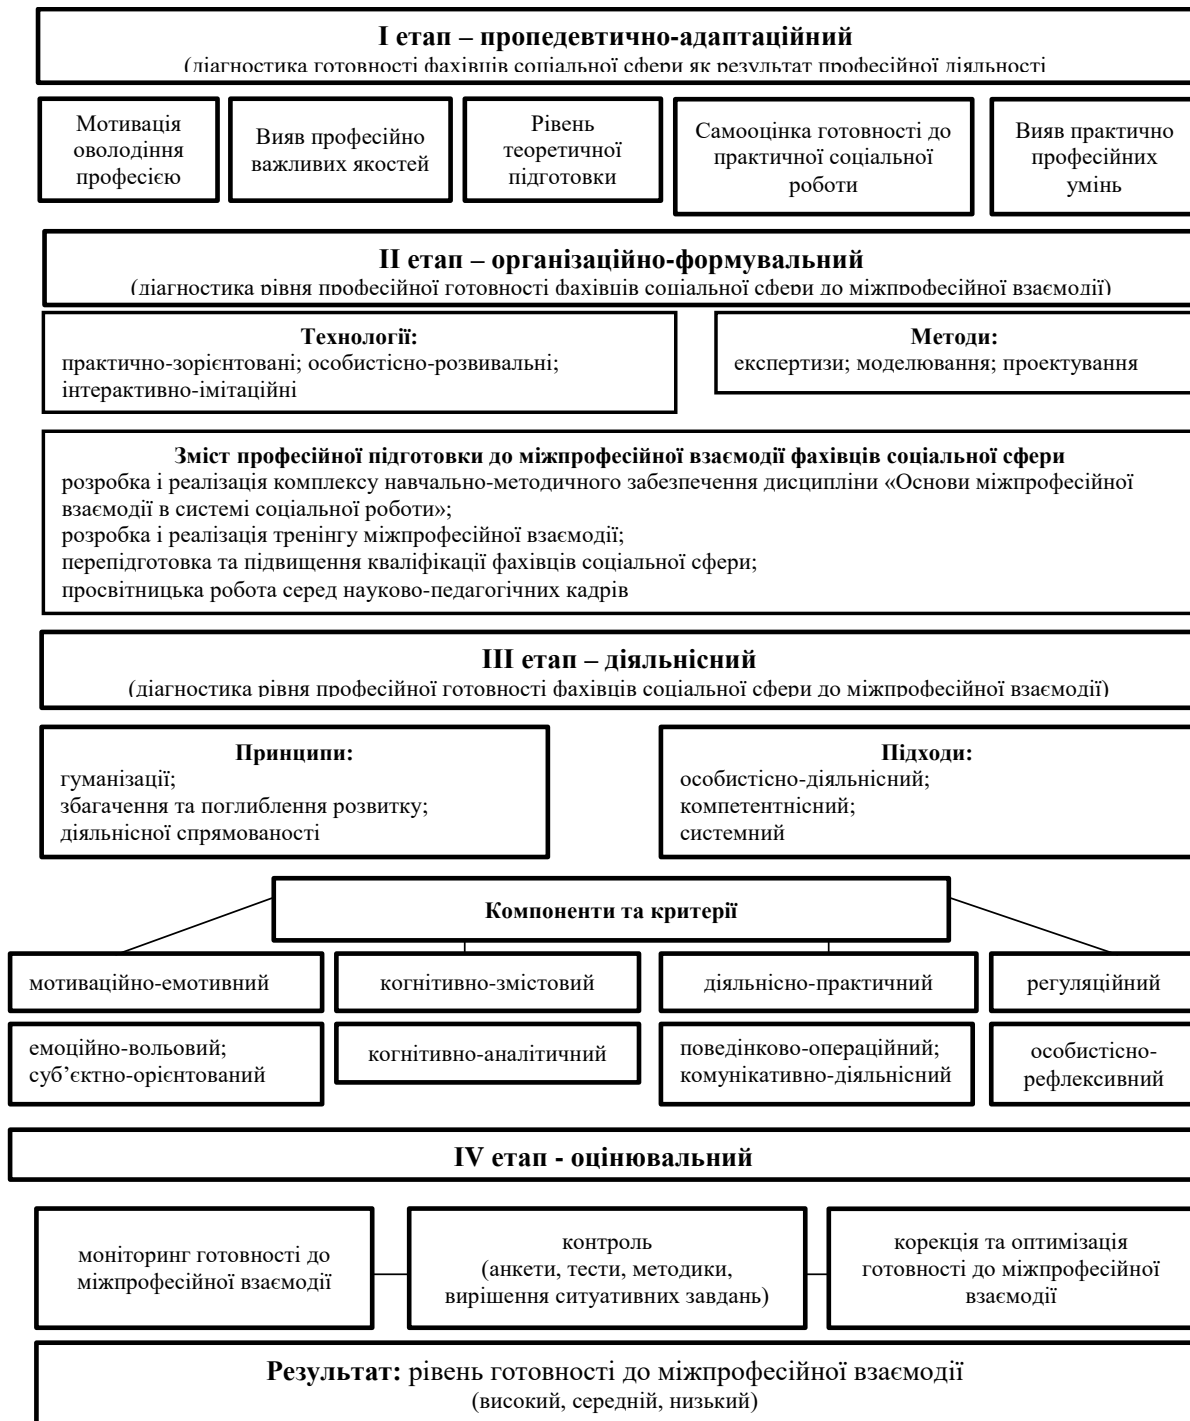 І етап – пропедевтично-адаптаційний
(діагностика готовності фахівців соціальної сфери як результат професійної діяльності
Мотивація
оволодіння
професією
Вияв професійно
важливих якостей
Рівень
теоретичної
підготовки
Самооцінка готовності до
практичної соціальної
роботи
Вияв практично
професійних
умінь
ІІ етап – організаційно-формувальний
(діагностика рівня професійної готовності фахівців соціальної сфери до міжпрофесійної взаємодії)
Технології:
практично-зорієнтовані; особистісно-розвивальні;
інтерактивно-імітаційні
Методи:
експертизи; моделювання; проектування
Зміст професійної підготовки до міжпрофесійної взаємодії фахівців соціальної сфери
розробка і реалізація комплексу навчально-методичного забезпечення дисципліни «Основи міжпрофесійної
взаємодії в системі соціальної роботи»;
розробка і реалізація тренінгу міжпрофесійної взаємодії;
перепідготовка та підвищення кваліфікації фахівців соціальної сфери;
просвітницька робота серед науково-педагогічних кадрів
ІІІ етап – діяльнісний
(діагностика рівня професійної готовності фахівців соціальної сфери до міжпрофесійної взаємодії)
Принципи:
гуманізації;
збагачення та поглиблення розвитку;
діяльнісної спрямованості
Підходи:
особистісно-діяльнісний;
компетентнісний;
системний
Компоненти та критерії
мотиваційно-емотивний
когнітивно-змістовий
діяльнісно-практичний
регуляційний
емоційно-вольовий;
суб’єктно-орієнтований
когнітивно-аналітичний
поведінково-операційний;
комунікативно-діяльнісний
особистісно-
рефлексивний
IV етап - оцінювальний
моніторинг готовності до
міжпрофесійної взаємодії
контроль
(анкети, тести, методики,
вирішення ситуативних завдань)
корекція та оптимізація
готовності до міжпрофесійної
взаємодії
Результат: рівень готовності до міжпрофесійної взаємодії
(високий, середній, низький)